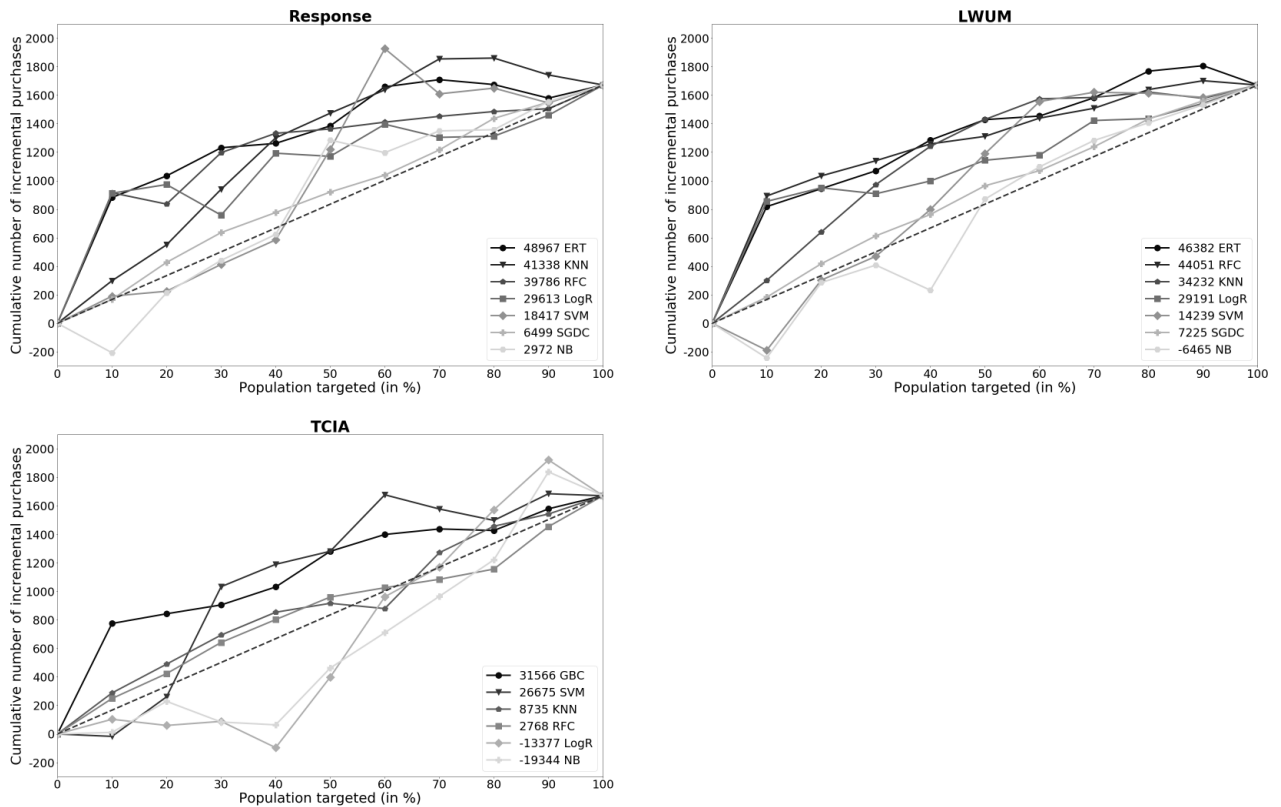 Response
Cumulative number of incremental purchases
2000
1800
1600
1400
1200
1000
800
600
400
200
0
-200
48967 ERT
41338 KNN
39786 RFC
29613 LogR
18417 SVM
6499 SGDC
2972 NB
0 10 20 30 40 50 60 70 80 90 100
Population targeted (in %)
LWUM
Cumulative number of incremental purchases
2000
1800
1600
1400
1200
1000
800
600
400
200
0
-200
46382 ERT
44051 RFC
34232 KNN
29191 LogR
14239 SVM
7225 SGDC
-6465 NB
0 10 20 30 40 50 60 70 80 90 100
Population targeted (in %)
TCIA
Cumulative number of incremental purchases
2000
1800
1600
1400
1200
1000
800
600
400
200
0
-200
31566 GBC
26675 SVM
8735 KNN
2768 RFC
-13377 LogR
-19344 NB
0 10 20 30 40 50 60 70 80 90 100
Population targeted (in %)